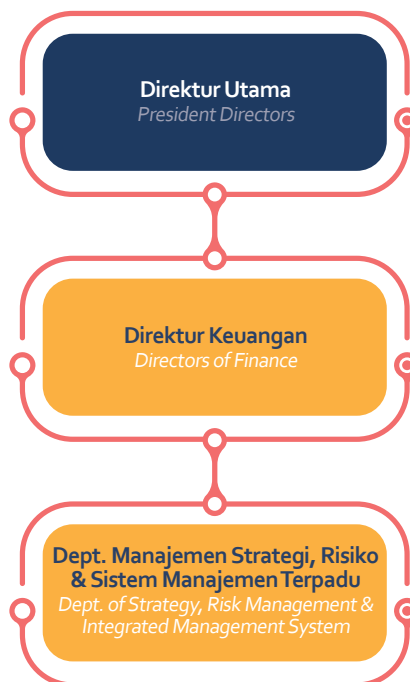 Direktur Utama
President Directors
Direktur Keuangan
Directors of Finance
Dept. Manajemen Strategi, Risiko
& Sistem Manajemen Terpadu
Dept. of Strategy, Risk Management &
Integrated Management System